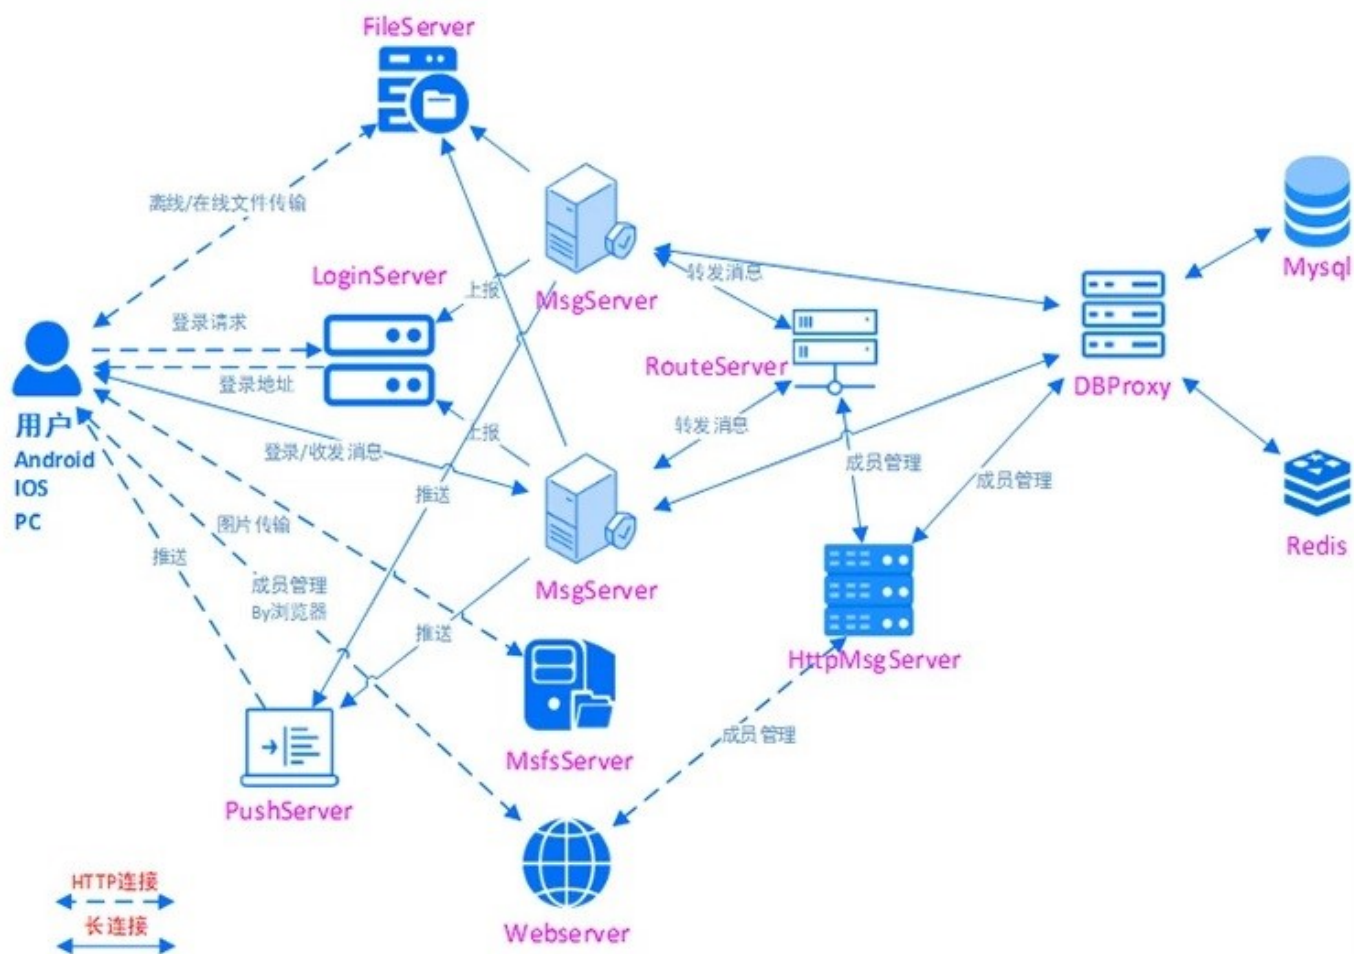 FileServer
离线/在线文件传输
LoginServer
上报
MsgServer
转发消息
Mysql
登录请求
RouteServer
登录地址
DBProxy
用户
Android
IOS
PC
登录/收发消息
上报
转发消息
成员管理
成员管理
推送
图片传输
Redis
推送
成员管理
By浏览器
MsgServer
推送
HttpMsgServer
成员管理
MsfsServer
PushServer
HTTP连接
长连接
Webserver